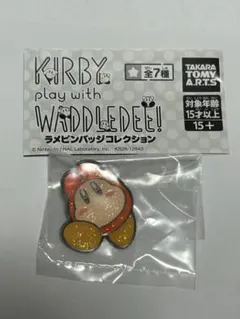 KIRBY
play with
WADDLEDEE!
ラメピンバッジコレクション
全7種
TAKARA
TOMY
A.R.T.S
対象年齢
15才以上
15+